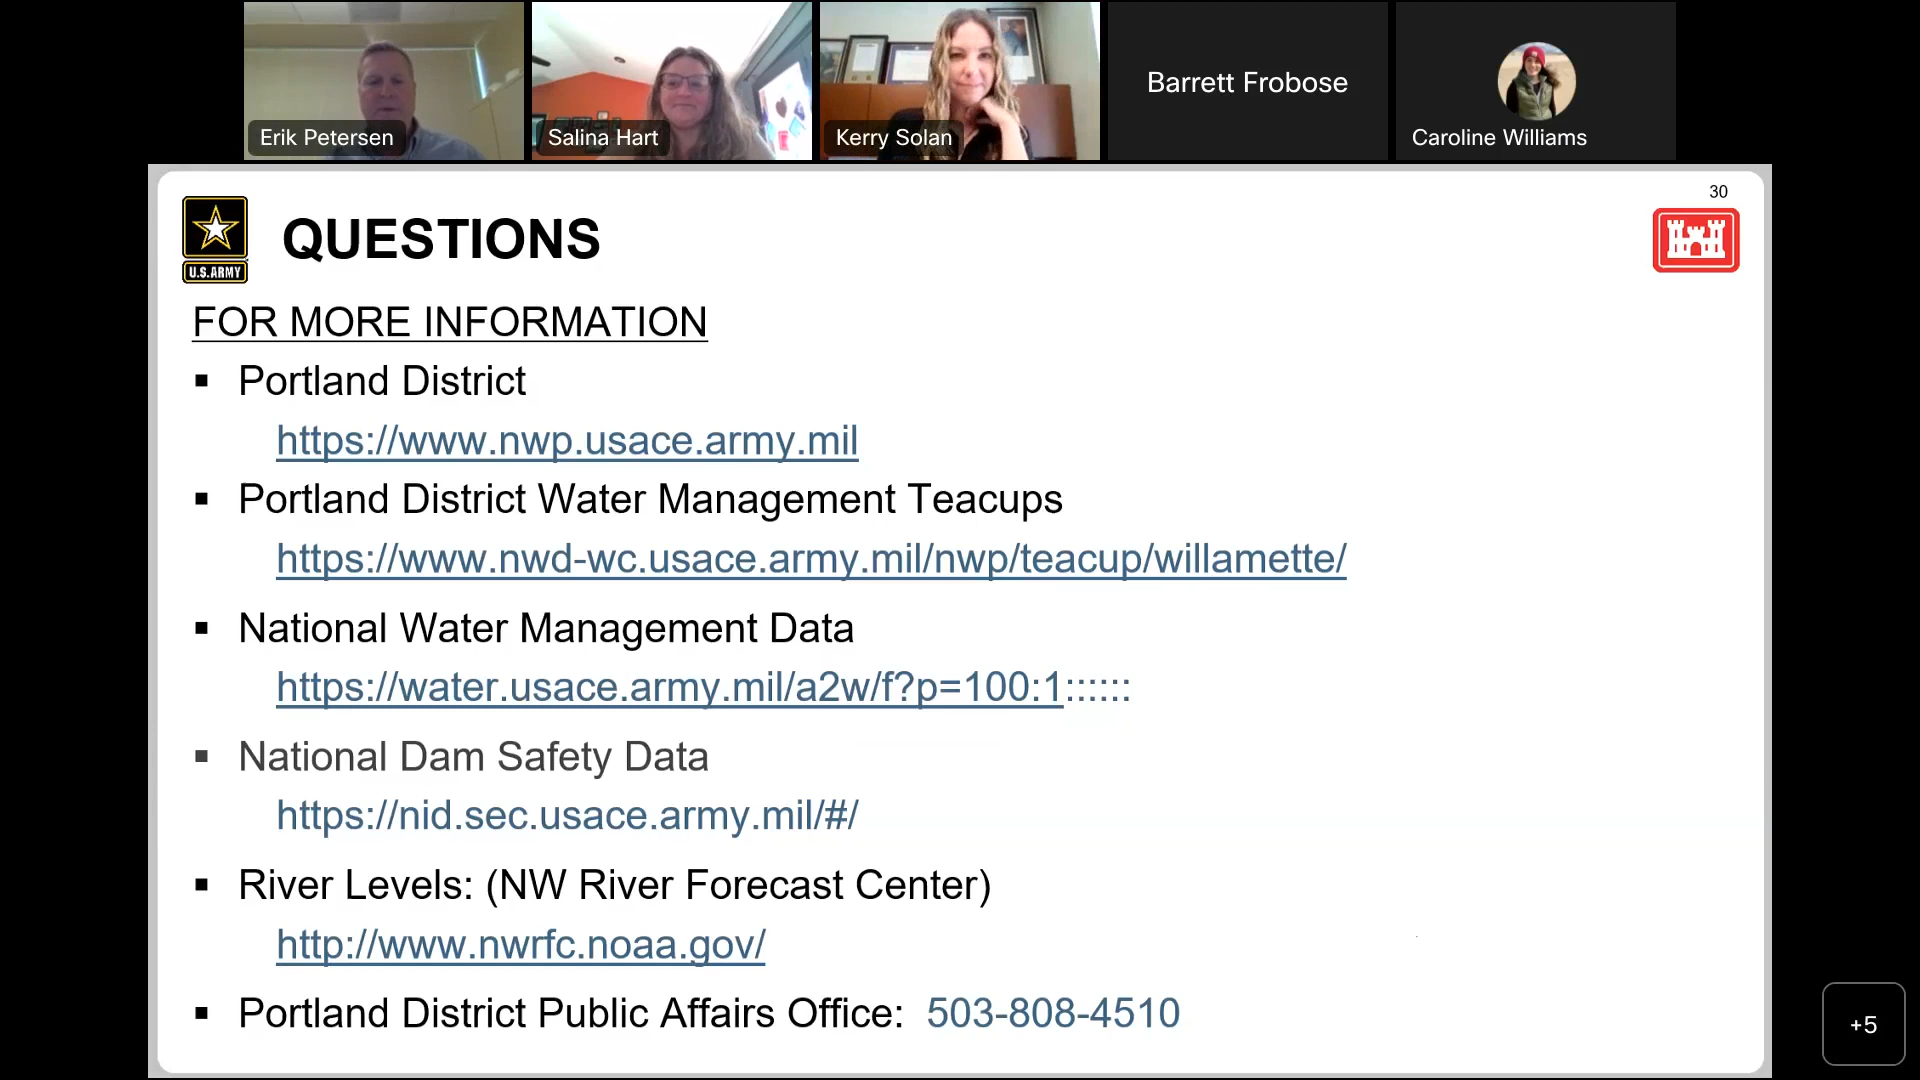 Erik Petersen
Salina Hart
Kerry Solan
Barrett Frobose
Caroline Williams
30
U.S.ARMY
QUESTIONS
FOR MORE INFORMATION
▪ Portland District
https://www.nwp.usace.army.mil
▪ Portland District Water Management Teacups
https://www.nwd-wc.usace.army.mil/nwp/teacup/willamette/
▪ National Water Management Data
https://water.usace.army.mil/a2w/f?p=100:1::::::
▪ National Dam Safety Data
https://nid.sec.usace.army.mil/#/
▪ River Levels: (NW River Forecast Center)
http://www.nwrfc.noaa.gov/
▪ Portland District Public Affairs Office: 503-808-4510
+5